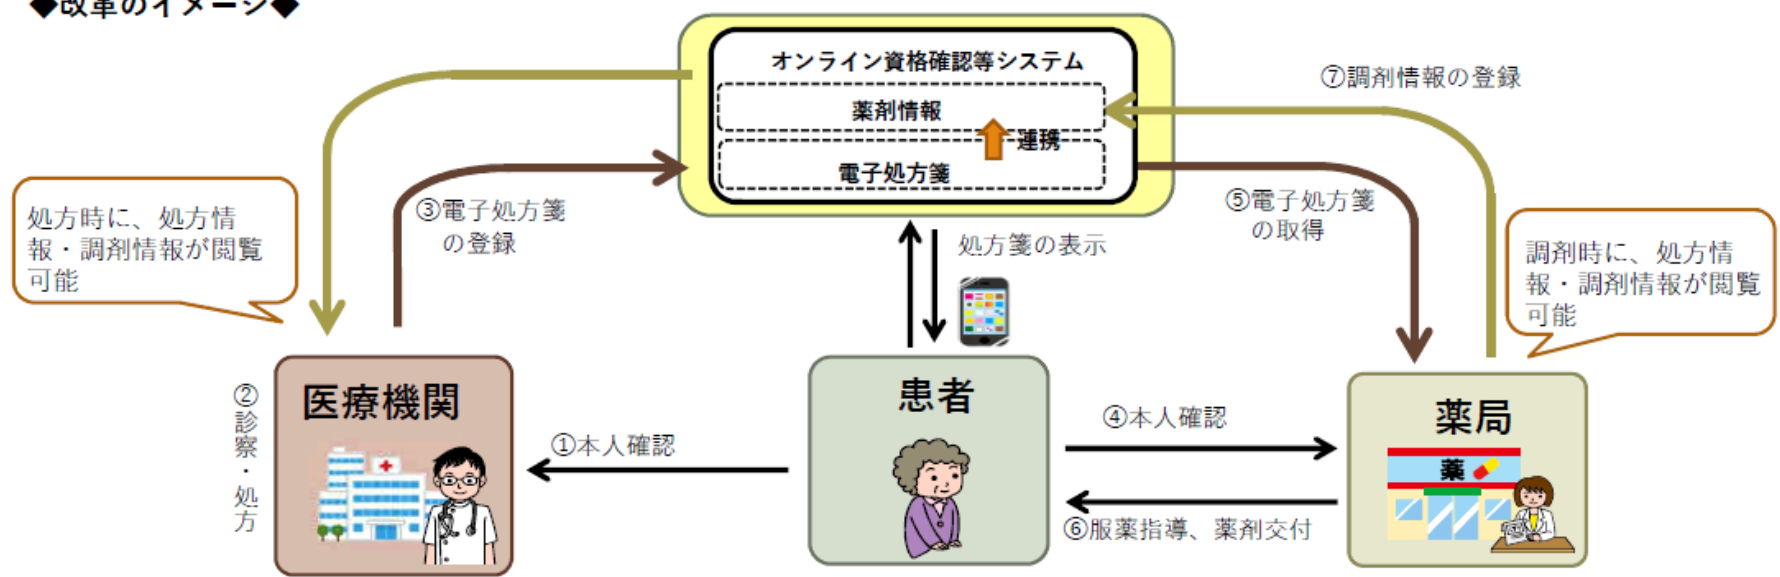 ◆改革のイメージ◆
オンライン資格確認等システム
薬剤情報
連携
電子処方箋
⑦調剤情報の登録
処方時に、処方情
報・調剤情報が閲覧
可能
③電子処方箋
の登録
処方箋の表示
⑤電子処方箋
の取得
調剤時に、処方情
報・調剤情報が閲覧
可能
②診察・処方
医療機関
①本人確認
患者
④本人確認
⑥服薬指導、薬剤交付
薬局
薬